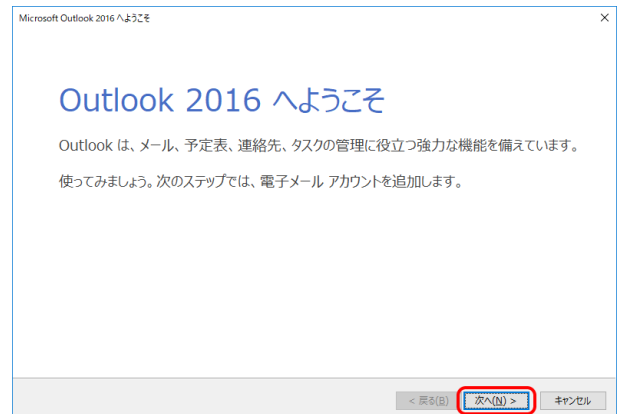 Microsoft Outlook 2016 へようこそ
Outlook 2016 へようこそ
Outlook は、メール、予定表、連絡先、タスクの管理に役立つ強力な機能を備えています。
使ってみましょう。次のステップでは、電子メール アカウントを追加します。
< 戻る(B) 次へ(N) > キャンセル